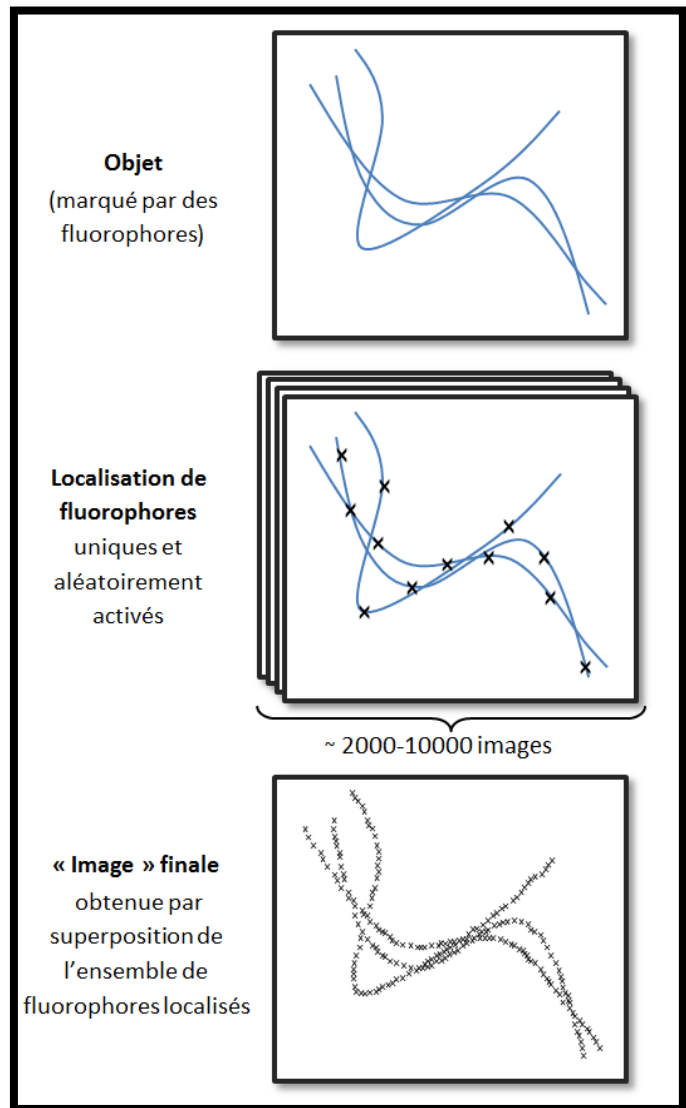 Objet
(marqué par des
fluorophores)
Localisation de
fluorophores
uniques et
aléatoirement
activés
~ 2000-10000 images
« Image » finale
obtenue par
superposition de
l'ensemble de
fluorophores localisés